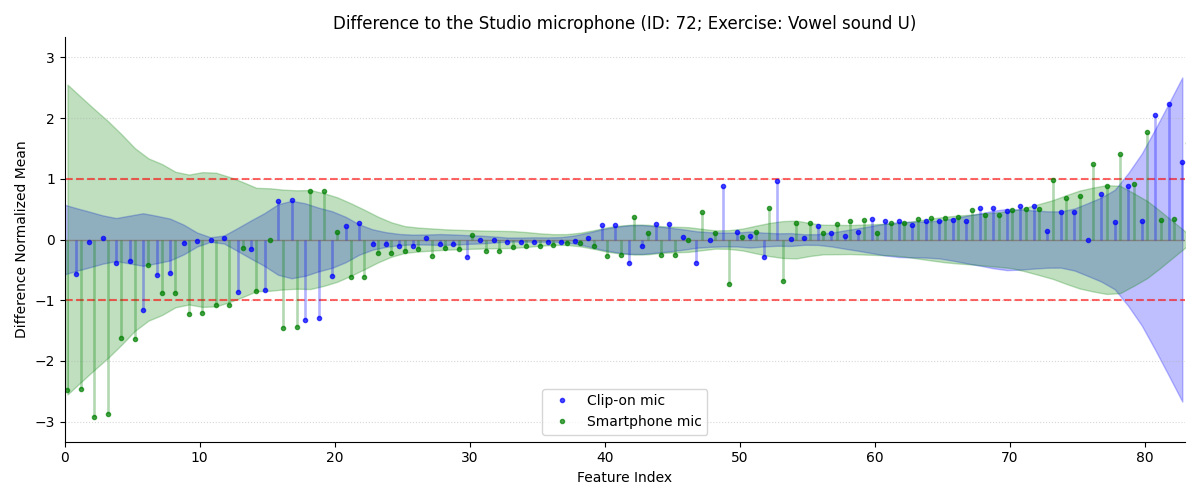 Difference to the Studio microphone (ID: 72; Exercise: Vowel sound U)
Difference Normalized Mean
3
2
1
0
−1
−2
−3
Clip-on mic
Smartphone mic
0 10 20 30 40 50 60 70 80
Feature Index